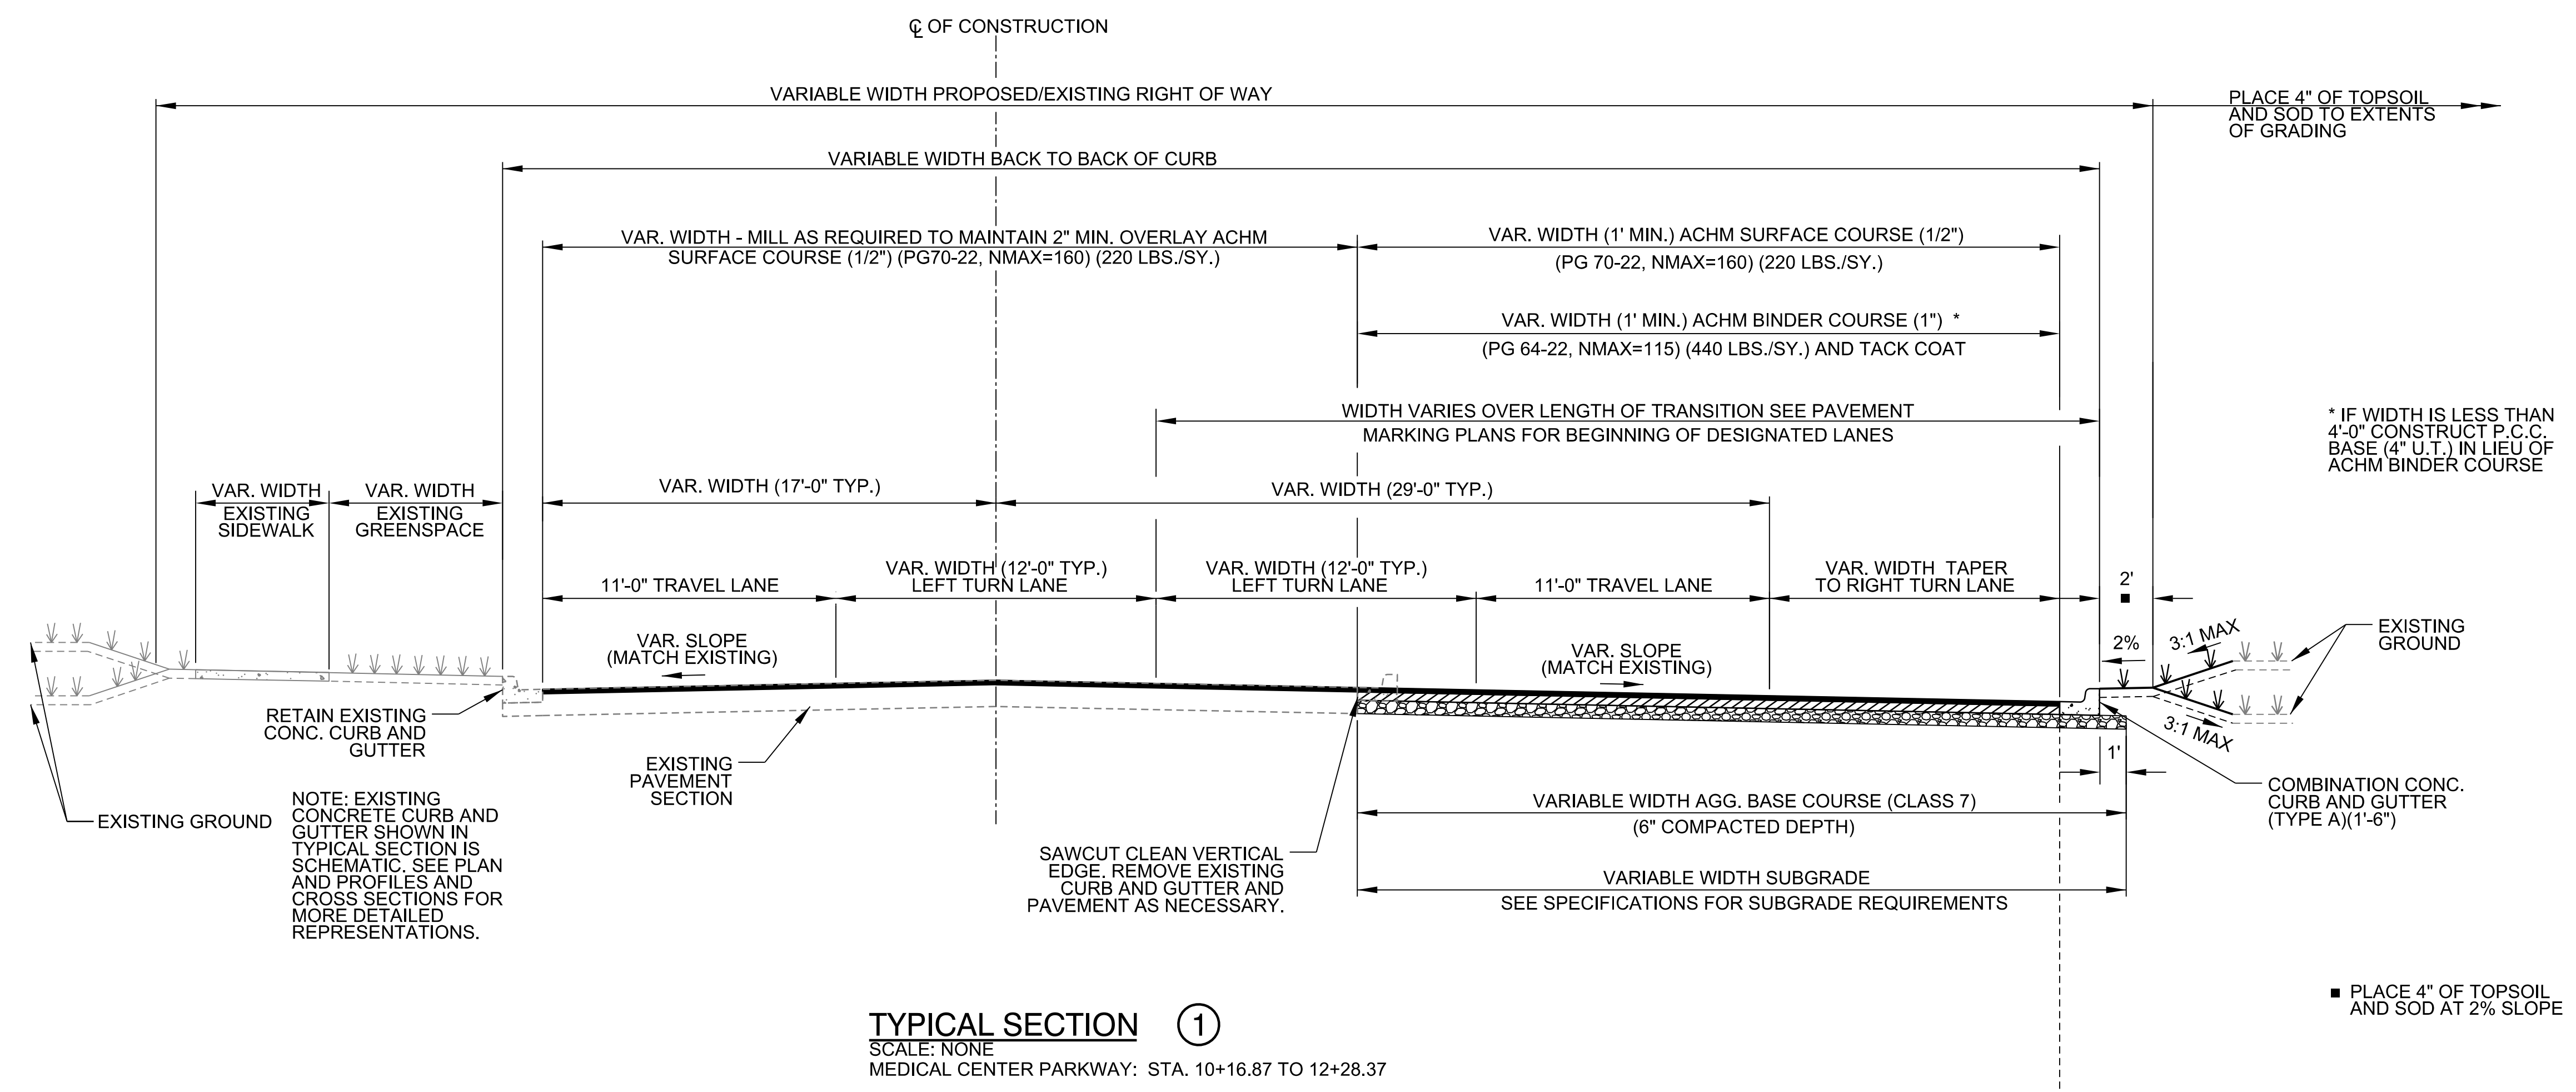 ℄ OF CONSTRUCTION
VARIABLE WIDTH PROPOSED/EXISTING RIGHT OF WAY
PLACE 4" OF TOPSOIL
AND SOD TO EXTENTS
OF GRADING
VARIABLE WIDTH BACK TO BACK OF CURB
VAR. WIDTH - MILL AS REQUIRED TO MAINTAIN 2" MIN. OVERLAY ACHM
SURFACE COURSE (1/2") (PG70-22, NMAX=160) (220 LBS./SY.)
VAR. WIDTH (1' MIN.) ACHM SURFACE COURSE (1/2")
(PG 70-22, NMAX=160) (220 LBS./SY.)
VAR. WIDTH (1' MIN.) ACHM BINDER COURSE (1") *
(PG 64-22, NMAX=115) (440 LBS./SY.) AND TACK COAT
WIDTH VARIES OVER LENGTH OF TRANSITION SEE PAVEMENT
MARKING PLANS FOR BEGINNING OF DESIGNATED LANES
* IF WIDTH IS LESS THAN
4'-0" CONSTRUCT P.C.C.
BASE (4" U.T.) IN LIEU OF
ACHM BINDER COURSE
VAR. WIDTH
EXISTING
SIDEWALK
VAR. WIDTH
EXISTING
GREENSPACE
VAR. WIDTH (17'-0" TYP.)
VAR. WIDTH (29'-0" TYP.)
11'-0" TRAVEL LANE
VAR. WIDTH (12'-0" TYP.)
LEFT TURN LANE
VAR. WIDTH (12'-0" TYP.)
LEFT TURN LANE
11'-0" TRAVEL LANE
VAR. WIDTH TAPER
TO RIGHT TURN LANE
2'
■
VAR. SLOPE
(MATCH EXISTING)
VAR. SLOPE
(MATCH EXISTING)
2%
3:1 MAX
EXISTING
GROUND
RETAIN EXISTING
CONC. CURB AND
GUTTER
EXISTING
PAVEMENT
SECTION
3:1 MAX
1'
COMBINATION CONC.
CURB AND GUTTER
(TYPE A)(1'-6")
EXISTING GROUND
NOTE: EXISTING
CONCRETE CURB AND
GUTTER SHOWN IN
TYPICAL SECTION IS
SCHEMATIC. SEE PLAN
AND PROFILES AND
CROSS SECTIONS FOR
MORE DETAILED
REPRESENTATIONS.
VARIABLE WIDTH AGG. BASE COURSE (CLASS 7)
(6" COMPACTED DEPTH)
SAWCUT CLEAN VERTICAL
EDGE. REMOVE EXISTING
CURB AND GUTTER AND
PAVEMENT AS NECESSARY.
VARIABLE WIDTH SUBGRADE
SEE SPECIFICATIONS FOR SUBGRADE REQUIREMENTS
■ PLACE 4" OF TOPSOIL
AND SOD AT 2% SLOPE
TYPICAL SECTION 1
SCALE: NONE
MEDICAL CENTER PARKWAY: STA. 10+16.87 TO 12+28.37